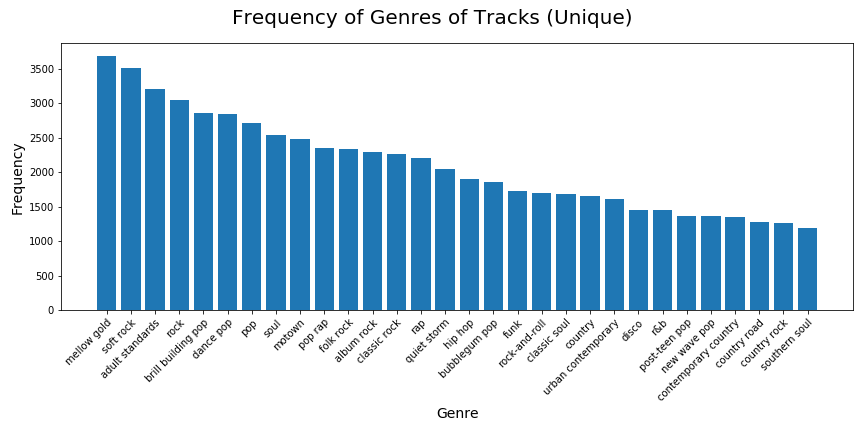 Frequency of Genres of Tracks (Unique)
Frequency
3500
3000
2500
2000
1500
1000
500
0
mellow gold
soft rock
adult standards
rock
brill building pop
dance pop
pop
soul
motown
pop rap
folk rock
album rock
classic rock
rap
quiet storm
hip hop
bubblegum pop
funk
rock-and-roll
classic soul
country
urban contemporary
disco
r&b
post-teen pop
new wave pop
contemporary country
country road
country rock
southern soul
Genre